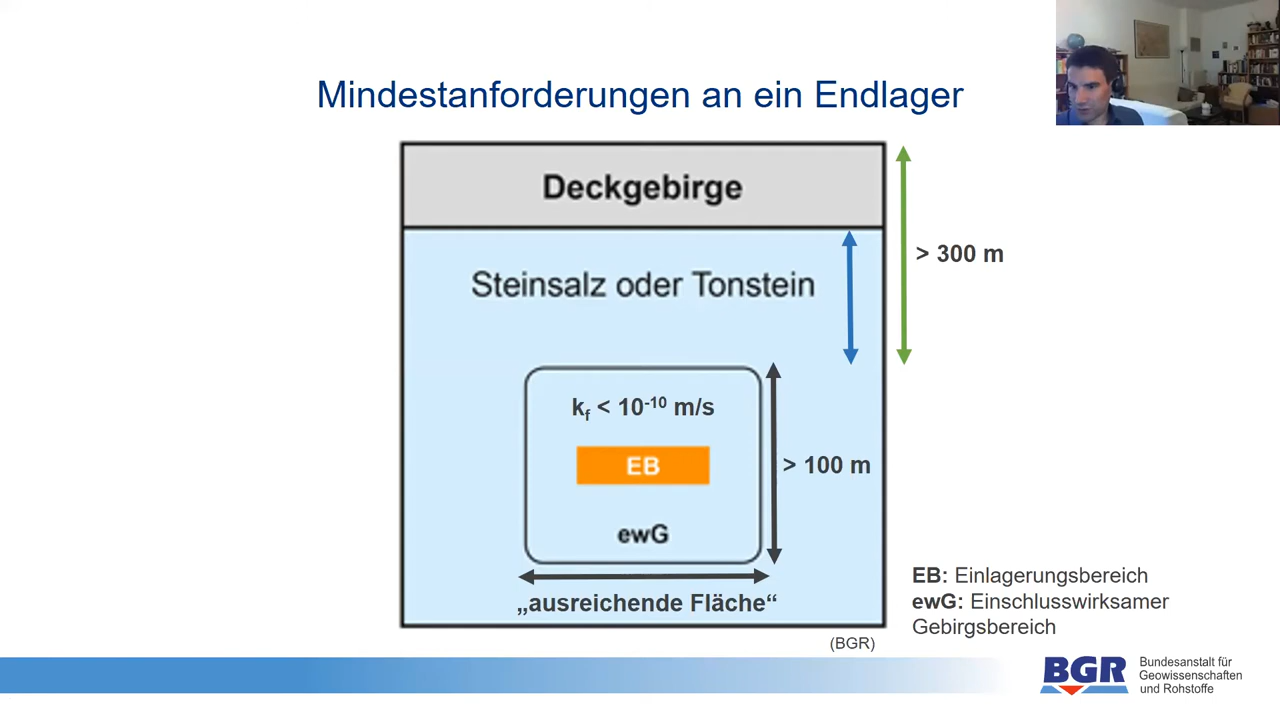 Mindestanforderungen an ein Endlager
Deckgebirge
Steinsalz oder Tonstein
> 300 m
kf < 10-10 m/s
EB
> 100 m
ewG
„ausreichende Fläche“
EB: Einlagerungsbereich
ewG: Einschlusswirksamer
Gebirgsbereich
(BGR)
BGR
Bundesanstalt für
Geowissenschaften
und Rohstoffe